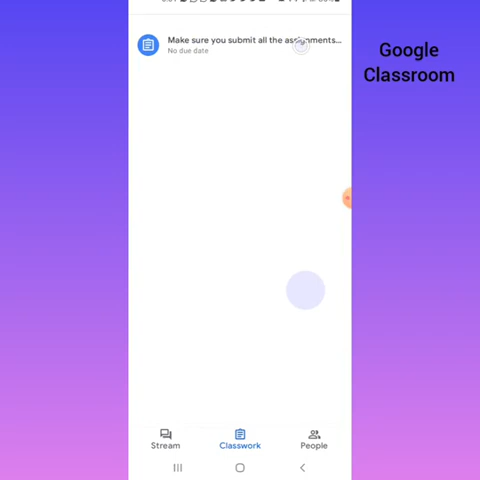 Make sure you submit all the assignments...
No due date
Google
Classroom
Stream
Classwork
People